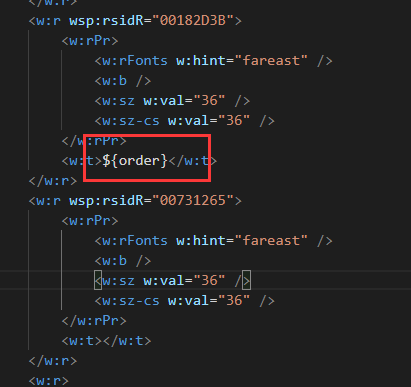 </w:r>
<w:r wsp:rsidR="00182D3B">
<w:rPr>
<w:rFonts w:hint="fareast" />
<w:b />
<w:sz w:val="36" />
<w:sz-cs w:val="36" />
</w:rPr>
<w:t>${order}</w:t>
</w:r>
<w:r wsp:rsidR="00731265">
<w:rPr>
<w:rFonts w:hint="fareast" />
<w:b />
<w:sz w:val="36" />
<w:sz-cs w:val="36" />
</w:rPr>
<w:t></w:t>
</w:r>
<w:r>